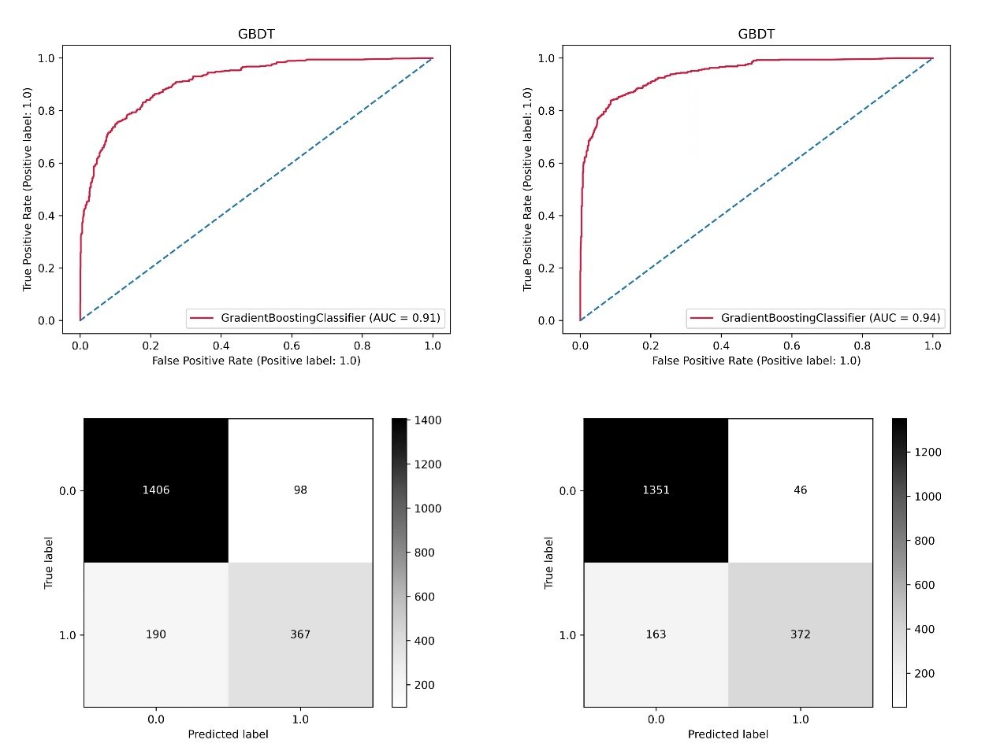 GBDT
1.0
0.8
0.6
0.4
0.2
0.0
True Positive Rate (Positive label: 1.0)
GradientBoostingClassifier (AUC = 0.91)
0.0 0.2 0.4 0.6 0.8 1.0
False Positive Rate (Positive label: 1.0)
GBDT
1.0
0.8
0.6
0.4
0.2
0.0
True Positive Rate (Positive label: 1.0)
GradientBoostingClassifier (AUC = 0.94)
0.0 0.2 0.4 0.6 0.8 1.0
False Positive Rate (Positive label: 1.0)
True label
0.0 1406 98
1.0 190 367
0.0 1.0
Predicted label
1400
1200
1000
800
600
400
200
True label
0.0 1351 46
1.0 163 372
0.0 1.0
Predicted label
1200
1000
800
600
400
200